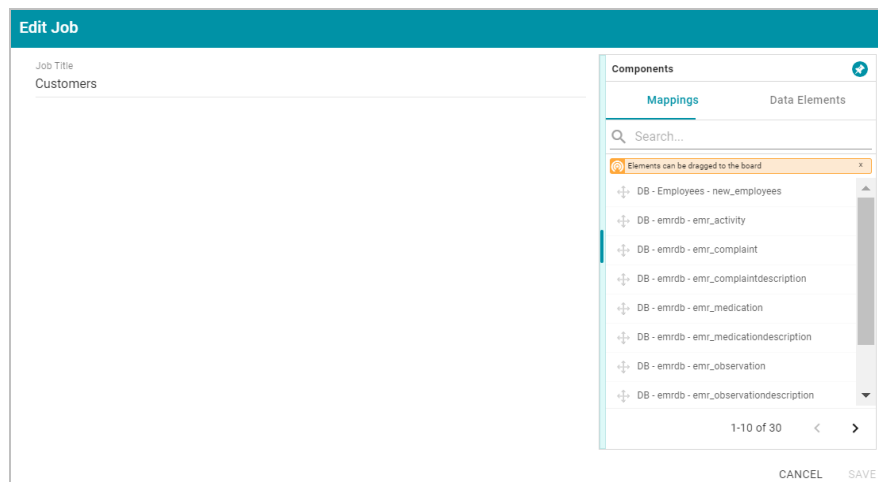 Edit Job
Job Title
Customers
Components
Mappings Data Elements
Search...
Elements can be dragged to the board x
DB - Employees - new_employees
DB - emrdb - emr_activity
DB - emrdb - emr_complaint
DB - emrdb - emr_complaintdescription
DB - emrdb - emr_medication
DB - emrdb - emr_medicationdescription
DB - emrdb - emr_observation
DB - emrdb - emr_observationdescription
1-10 of 30
CANCEL SAVE